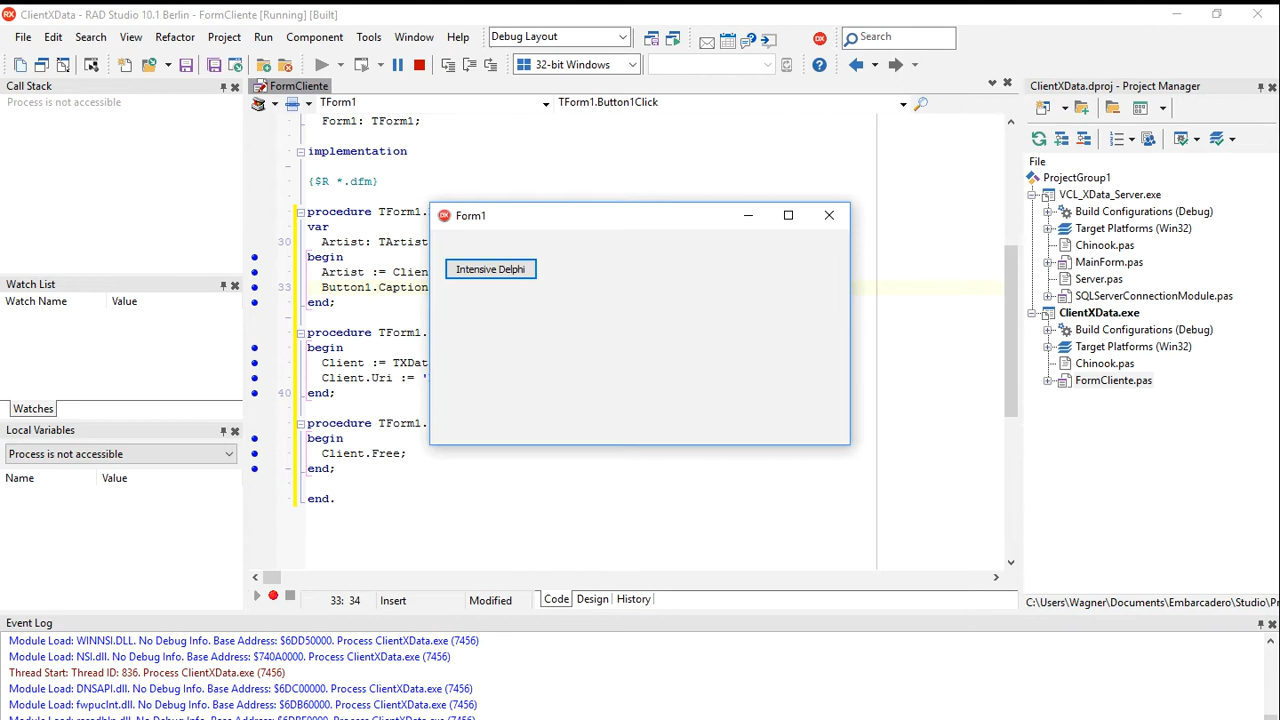 ClientXData - RAD Studio 10.1 Berlin - FormCliente [Running] [Built]
File Edit Search View Refactor Project Run Component Tools Window Help Debug Layout Search
32-bit Windows
Call Stack
Process is not accessible
FormCliente
TForm1 TForm1.Button1Click
Form1: TForm1;
implementation
{$R *.dfm}
procedure TForm1.
var
30 Artist: TArtist
begin
Artist := Clien
33 Button1.Caption
end;
procedure TForm1.
begin
Client := TXDat
Client.Uri := '
40 end;
procedure TForm1.
begin
Client.Free;
end;
end.
Form1
Intensive Delphi
Watch List
Watch Name Value
Watches
Local Variables
Process is not accessible
Name Value
33: 34 Insert Modified Code Design History
ClientXData.dproj - Project Manager
File
ProjectGroup1
VCL_XData_Server.exe
Build Configurations (Debug)
Target Platforms (Win32)
Chinook.pas
MainForm.pas
Server.pas
SQLServerConnectionModule.pas
ClientXData.exe
Build Configurations (Debug)
Target Platforms (Win32)
Chinook.pas
FormCliente.pas
C:\Users\Wagner\Documents\Embarcadero\Studio\Pr
Event Log
Module Load: WINNSI.DLL. No Debug Info. Base Address: $6DD50000. Process ClientXData.exe (7456)
Module Load: NSI.dll. No Debug Info. Base Address: $740A0000. Process ClientXData.exe (7456)
Thread Start: Thread ID: 836. Process ClientXData.exe (7456)
Module Load: DNSAPI.dll. No Debug Info. Base Address: $6DC00000. Process ClientXData.exe (7456)
Module Load: fwpuclnt.dll. No Debug Info. Base Address: $6DB60000. Process ClientXData.exe (7456)